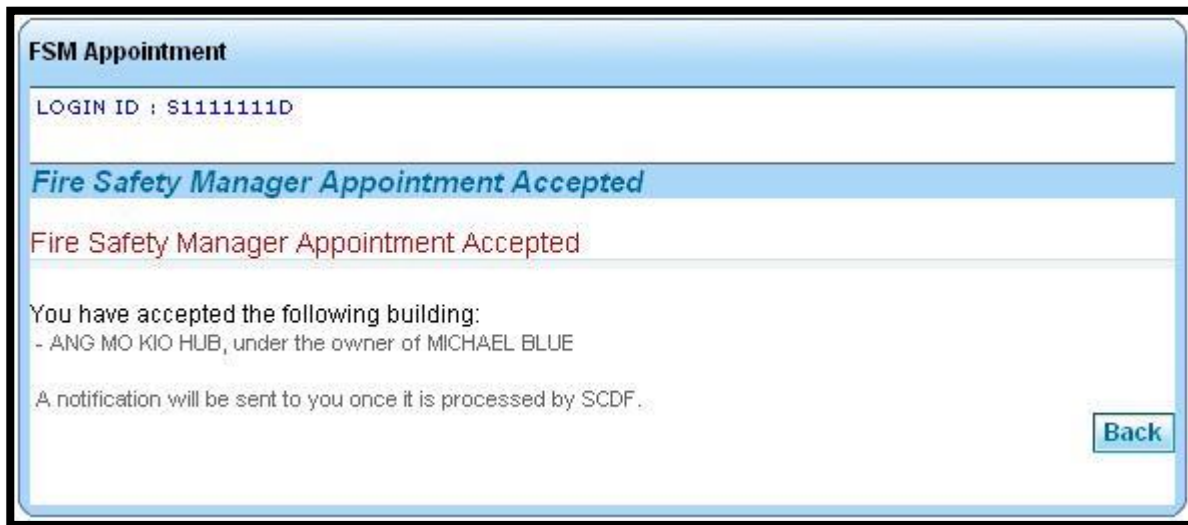 FSM Appointment
LOGIN ID : S1111111D
Fire Safety Manager Appointment Accepted
Fire Safety Manager Appointment Accepted
You have accepted the following building:
- ANG MO KIO HUB, under the owner of MICHAEL BLUE
A notification will be sent to you once it is processed by SCDF.
Back